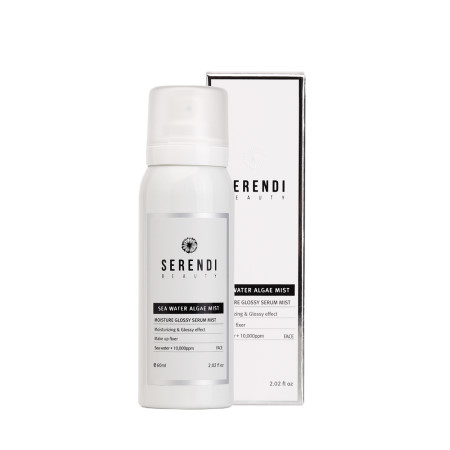 SERENDI
BEAUTY
SEA WATER ALGAE MIST
MOISTURE GLOSSY SERUM MIST
Moisturizing & Glossy effect
Make up fixer
Sea water + 10,000ppm FACE
℮60ml 2.02 fl oz
ERENDI
BEAUTY
WATER ALGAE MIST
URE GLOSSY SERUM MIST
zing & Glossy effect
fixer
+ 10,000ppm FACE
2.02 fl oz